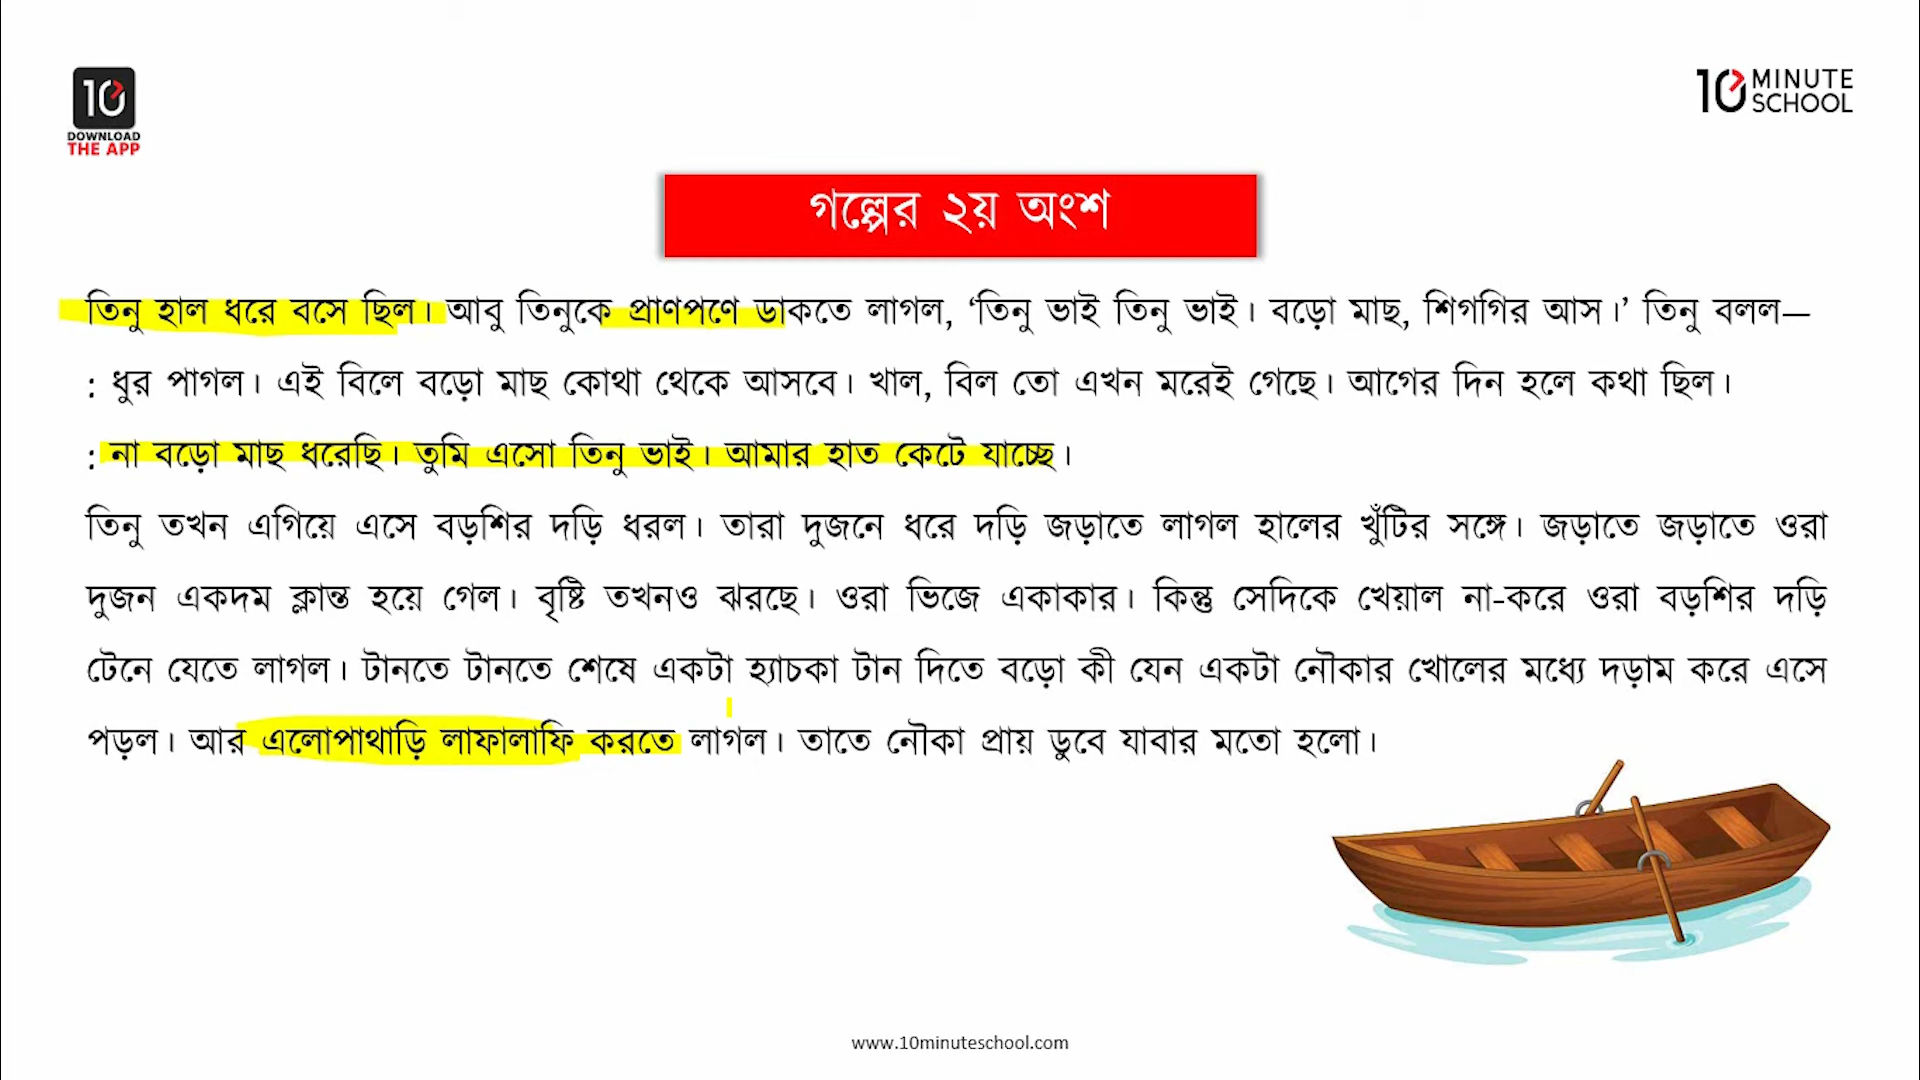 10
DOWNLOAD
THE APP
10 MINUTE
SCHOOL
গল্পের ২য় অংশ
তিনু হাল ধরে বসে ছিল। আবু তিনুকে প্রাণপণে ডাকতে লাগল, ‘তিনু ভাই তিনু ভাই। বড়ো মাছ, শিগগির আস।’ তিনু বলল—
: ধুর পাগল। এই বিলে বড়ো মাছ কোথা থেকে আসবে। খাল, বিল তো এখন মরেই গেছে। আগের দিন হলে কথা ছিল।
: না বড়ো মাছ ধরেছি। তুমি এসো তিনু ভাই। আমার হাত কেটে যাচ্ছে।
তিনু তখন এগিয়ে এসে বড়শির দড়ি ধরল। তারা দুজনে ধরে দড়ি জড়াতে লাগল হালের খুঁটির সঙ্গে। জড়াতে জড়াতে ওরা
দুজন একদম ক্লান্ত হয়ে গেল। বৃষ্টি তখনও ঝরছে। ওরা ভিজে একাকার। কিন্তু সেদিকে খেয়াল না-করে ওরা বড়শির দড়ি
টেনে যেতে লাগল। টানতে টানতে শেষে একটা হ্যাচকা টান দিতে বড়ো কী যেন একটা নৌকার খোলের মধ্যে দড়াম করে এসে
পড়ল। আর এলোপাথাড়ি লাফালাফি করতে লাগল। তাতে নৌকা প্রায় ডুবে যাবার মতো হলো।
www.10minuteschool.com